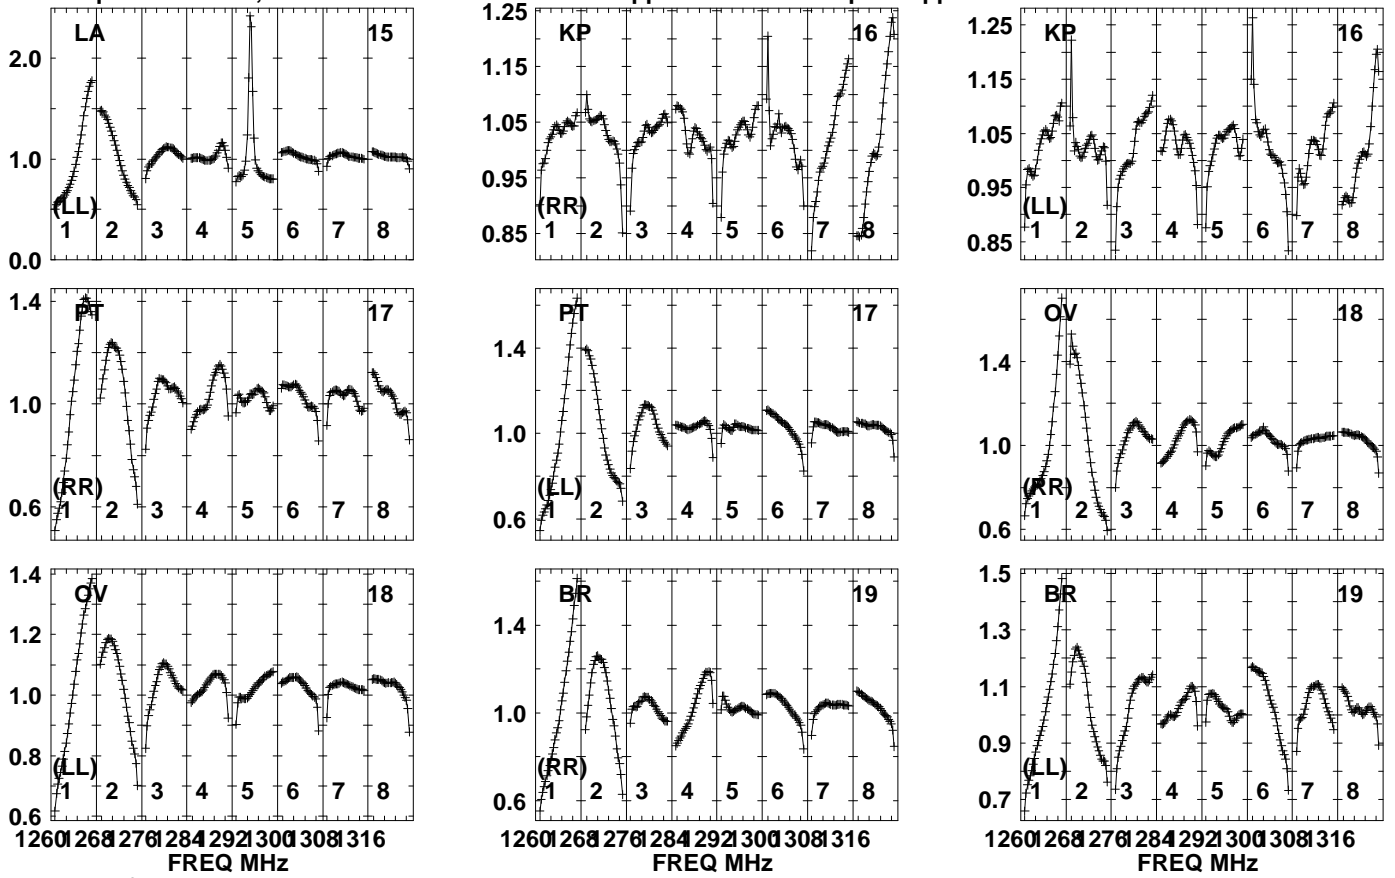 LA 15
2.0
1.0
0.0
(LL)
1 2 3 4 5 6 7 8
KP 16
1.25
1.15
1.05
0.95
0.85
(RR)
1 2 3 4 5 6 7 8
KP 16
1.25
1.15
1.05
0.95
0.85
(LL)
1 2 3 4 5 6 7 8
PT 17
1.4
1.0
0.6
(RR)
1 2 3 4 5 6 7 8
PT 17
1.4
1.0
0.6
(LL)
1 2 3 4 5 6 7 8
OV 18
1.4
1.0
0.6
(RR)
1 2 3 4 5 6 7 8
OV 18
1.4
1.2
1.0
0.8
0.6
(LL)
1 2 3 4 5 6 7 8
1260 1268 1276 1284 1292 1300 1308 1316
FREQ MHz
BR 19
1.4
1.0
0.6
(RR)
1 2 3 4 5 6 7 8
1260 1268 1276 1284 1292 1300 1308 1316
FREQ MHz
BR 19
1.5
1.3
1.1
0.9
0.7
(LL)
1 2 3 4 5 6 7 8
1260 1268 1276 1284 1292 1300 1308 1316
FREQ MHz